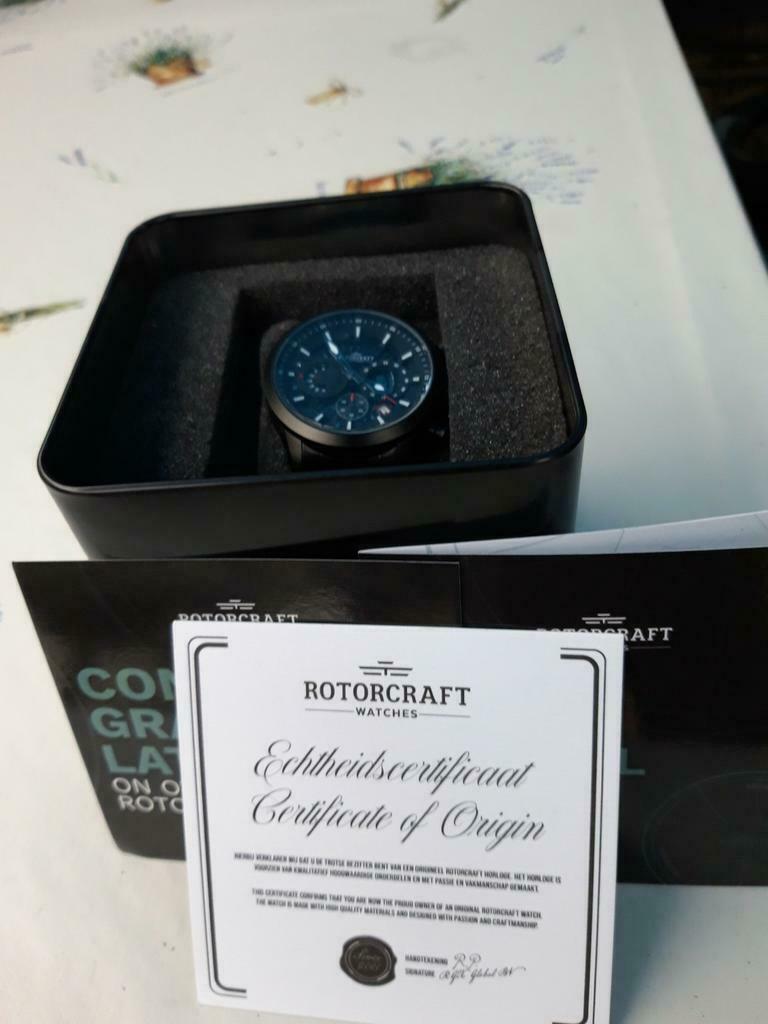 ROTORCRAFT
CON
GRA
LAT
ON O
ROTO
ROTORCRAFT
S
L
ROTORCRAFT
WATCHES
Echtheidscertificaat
Certificate of Origin
HIERBIJ VERKLAREN WIJ DAT U DE TROTSE BEZITTER BENT VAN EEN ORIGINEEL ROTORCRAFT HORLOGE. HET HORLOGE IS
VOORZIEN VAN KWALITATIEF HOOGWAARDIGE ONDERDELEN EN MET PASSIE EN VAKMANSCHAP GEMAAKT.
THIS CERTIFICATE CONFIRMS THAT YOU ARE NOW THE PROUD OWNER OF AN ORIGINAL ROTORCRAFT WATCH.
THE WATCH IS MADE WITH HIGH QUALITY MATERIALS AND DESIGNED WITH PASSION AND CRAFTMANSHIP.
Since
HANDTEKENING R.P
SIGNATURE Global BV